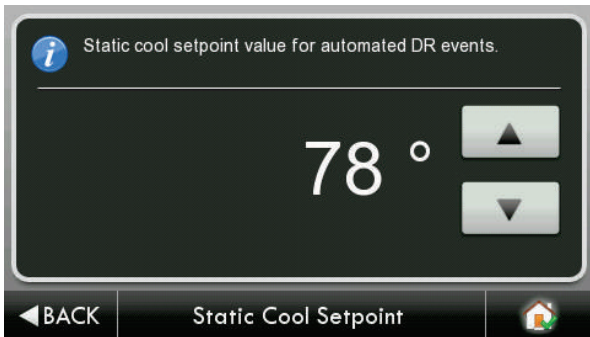 Static cool setpoint value for automated DR events.
78 °
BACK
Static Cool Setpoint